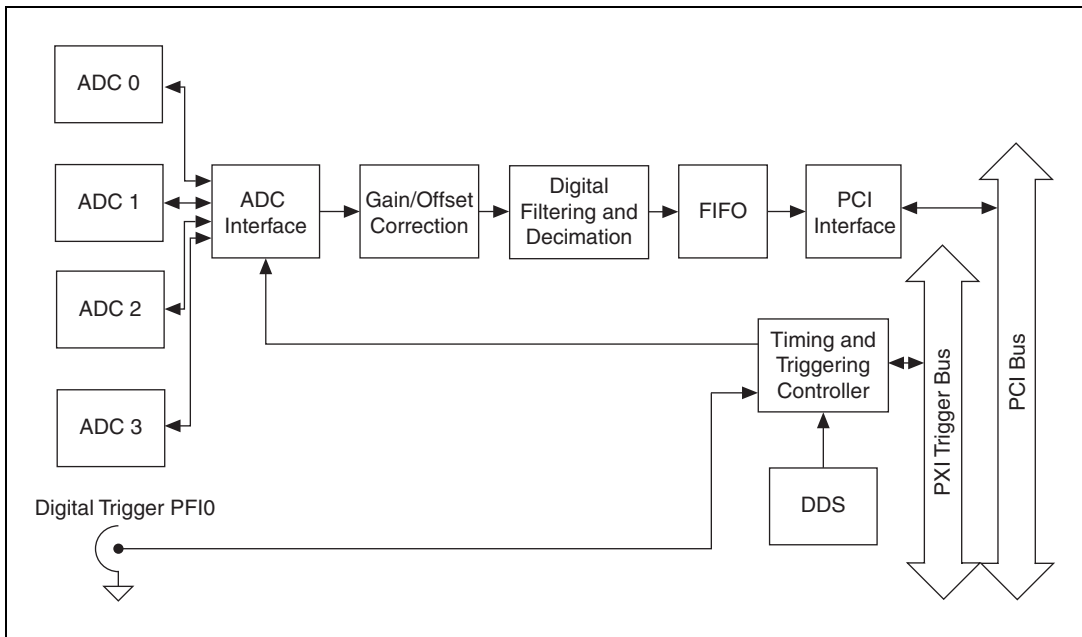 ADC 0
ADC 1
ADC 2
ADC 3
ADC
Interface
Gain/Offset
Correction
Digital
Filtering and
Decimation
FIFO
PCI
Interface
Timing and
Triggering
Controller
DDS
PXI Trigger Bus
PCI Bus
Digital Trigger PFI0